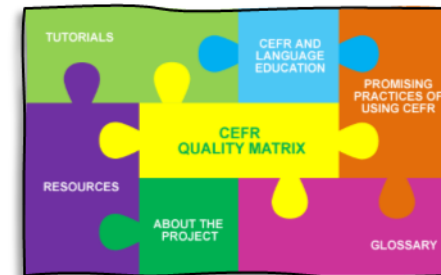 TUTORIALS
CEFR AND
LANGUAGE
EDUCATION
PROMISING
PRACTICES OF
USING CEFR
CEFR
QUALITY MATRIX
RESOURCES
ABOUT THE
PROJECT
GLOSSARY